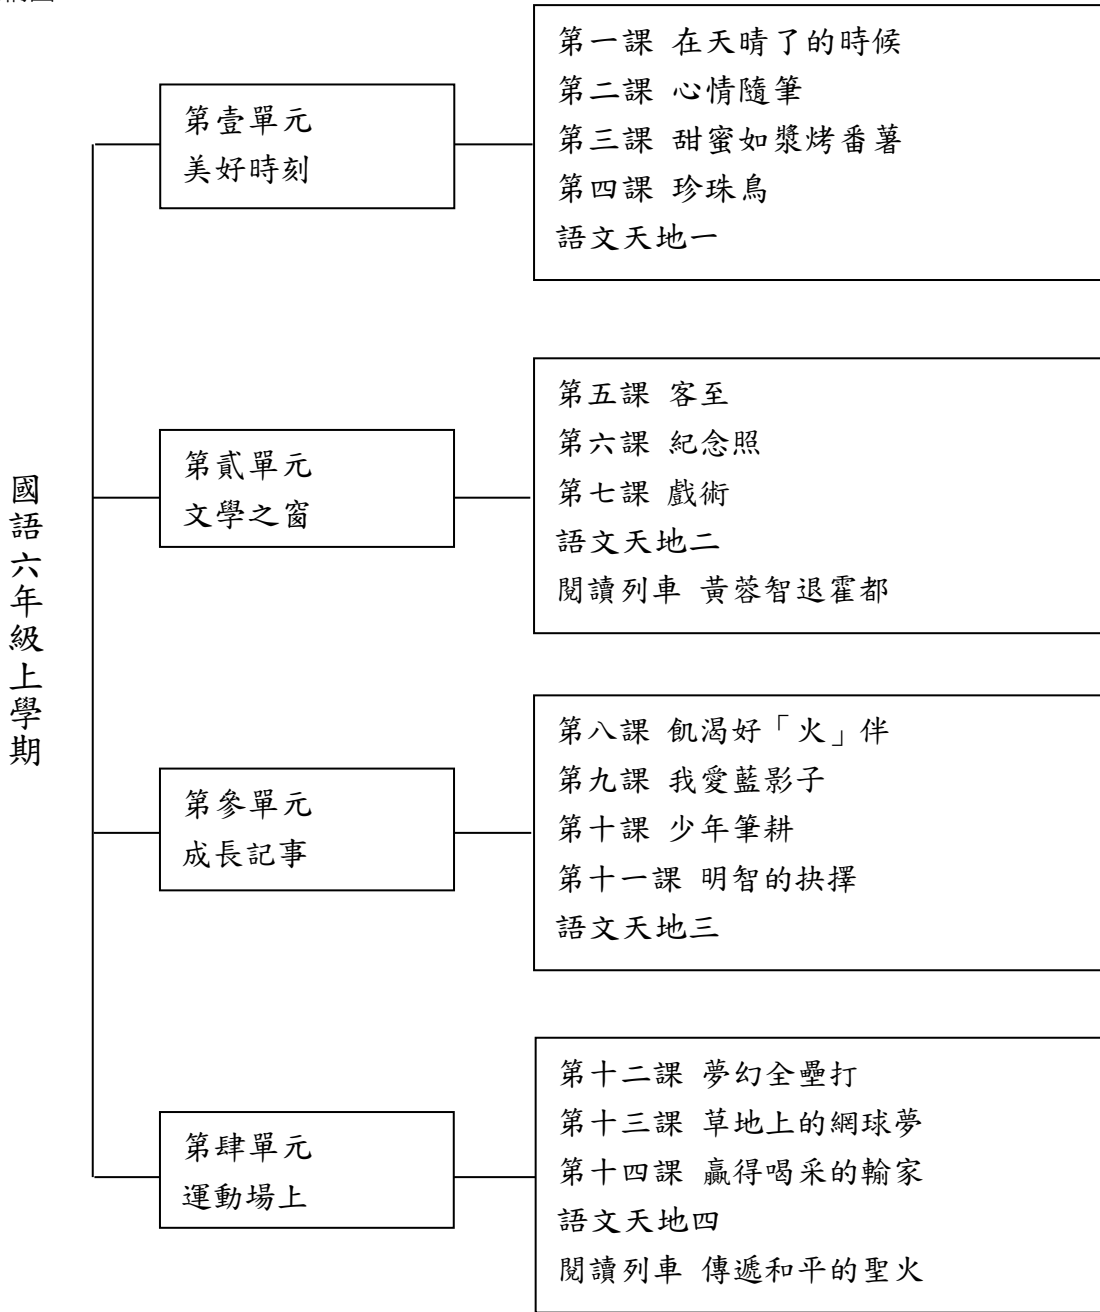 國語六年級上學期
第壹單元
美好時刻
第一課 在天晴了的時候
第二課 心情隨筆
第三課 甜蜜如漿烤番薯
第四課 珍珠鳥
語文天地一
第貳單元
文學之窗
第五課 客至
第六課 紀念照
第七課 戲術
語文天地二
閱讀列車 黃蓉智退霍都
第參單元
成長記事
第八課 飢渴好「火」伴
第九課 我愛藍影子
第十課 少年筆耕
第十一課 明智的抉擇
語文天地三
第肆單元
運動場上
第十二課 夢幻全壘打
第十三課 草地上的網球夢
第十四課 贏得喝采的輸家
語文天地四
閱讀列車 傳遞和平的聖火